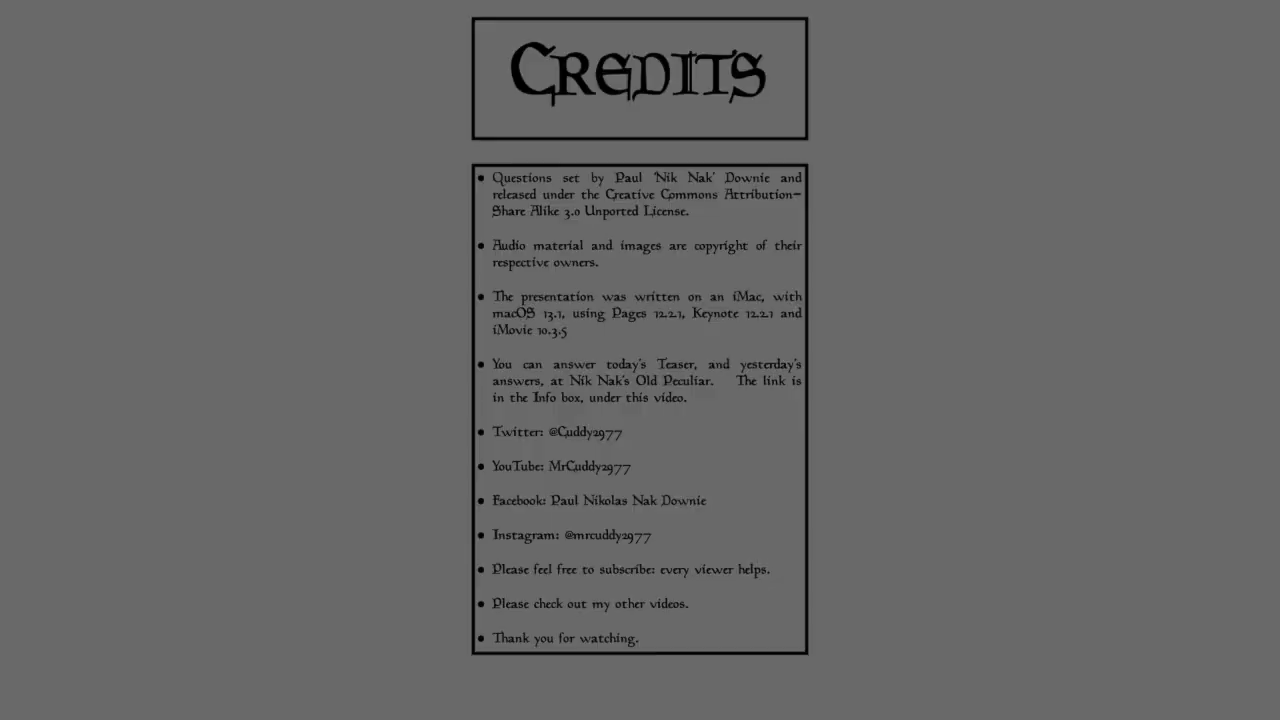 Credits
• Questions set by Paul 'Nik Nak' Downie and
released under the Creative Commons Attribution-
Share Alike 3.0 Unported License.
• Audio material and images are copyright of their
respective owners.
• The presentation was written on an iMac, with
macOS 13.1, using Pages 12.2.1, Keynote 12.2.1 and
iMovie 10.3.5
• You can answer today's Teaser, and yesterday's
answers, at Nik Nak's Old Peculiar. The link is
in the Info box, under this video.
• Twitter: @Cuddy2977
• YouTube: MrCuddy2977
• Facebook: Paul Nikolas Nak Downie
• Instagram: @mrcuddy2977
• Please feel free to subscribe: every viewer helps.
• Please check out my other videos.
• Thank you for watching.